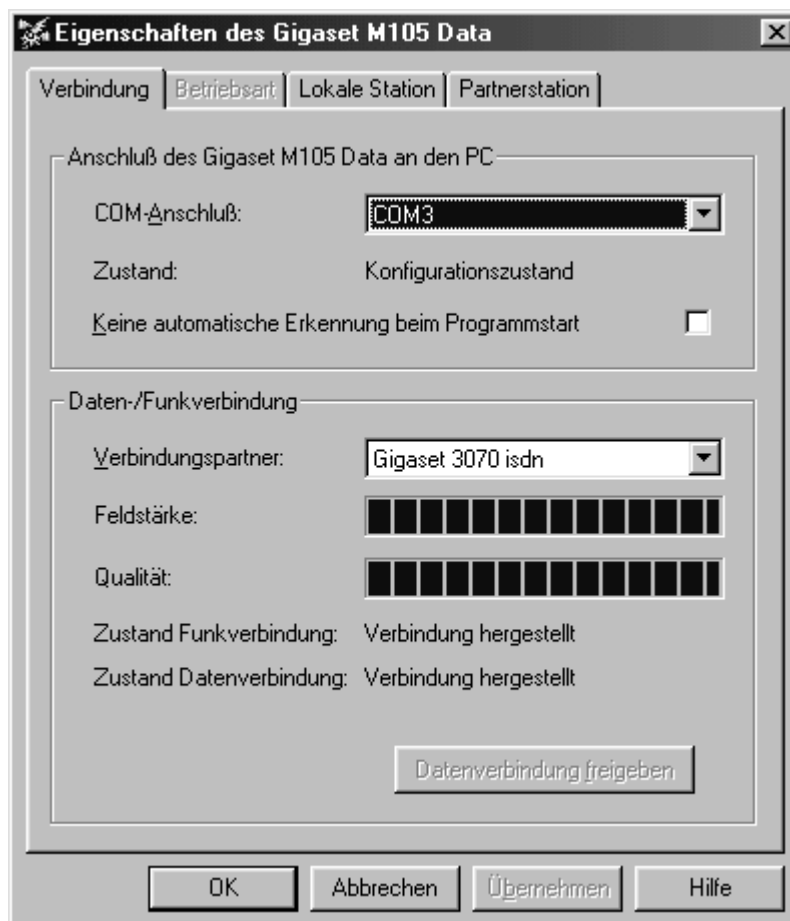 Eigenschaften des Gigaset M105 Data
Verbindung Betriebsart Lokale Station Partnerstation
Anschluß des Gigaset M105 Data an den PC
COM-Anschluß: COM3
Zustand: Konfigurationszustand
Keine automatische Erkennung beim Programmstart
Daten-/Funkverbindung
Verbindungspartner: Gigaset 3070 isdn
Feldstärke:
Qualität:
Zustand Funkverbindung: Verbindung hergestellt
Zustand Datenverbindung: Verbindung hergestellt
Datenverbindung freigeben
OK Abbrechen Übernehmen Hilfe